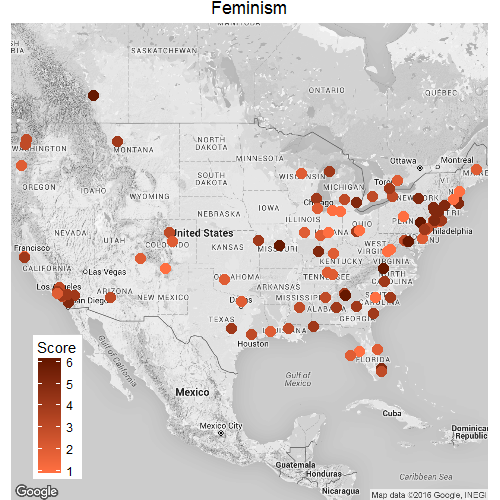 Feminism
MANITOBA
SASKATCHEWAN
ONTARIO
QUEBEC
WASHINGTON
MONTANA
NORTH
DAKOTA
MINNESOTA
Ottawa
Montreal
OREGON
IDAHO
SOUTH
DAKOTA
WISCONSIN
MICHIGAN
WYOMING
Chicago
NEBRASKA
IOWA
ILLINOIS
OHIO
PENN
Philadelphia
NJ
NEVADA
UTAH
COLORADO
United States
KANSAS
MISSOURI
WEST
VIRGINIA
KENTUCKY
VIRGINIA
Francisco
CALIFORNIA
Las Vegas
Los Angeles
San Diego
ARIZONA
NEW MEXICO
OKLAHOMA
ARKANSAS
TENNESSEE
NORTH
CAROLINA
SOUTH
CAROLINA
MISSISSIPPI
ALABAMA
GEORGIA
Dallas
TEXAS
LOUISIANA
Houston
FLORIDA
Gulf of California
Gulf of
Mexico
Score
6
5
4
3
2
1
Mexico
Mexico City
Cuba
Dominican
Republic
Guatemala
Honduras
Nicaragua
Caribbean Sea
Google
Map data ©2016 Google, INEGI